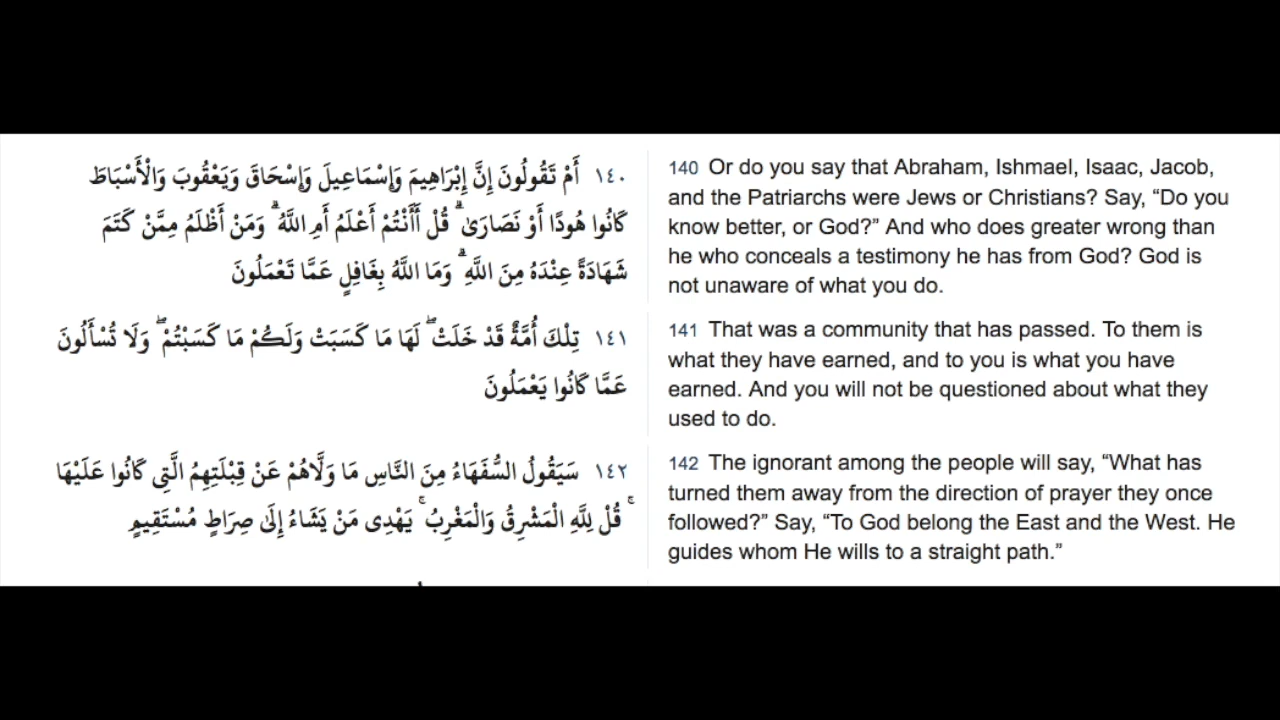 ١٤٠ أَمْ تَقُولُونَ إِنَّ إِبْرَاهِيمَ وَإِسْمَاعِيلَ وَإِسْحَاقَ وَيَعْقُوبَ وَالْأَسْبَاطَ
كَانُوا هُودًا أَوْ نَصَارَىٰ ۗ قُلْ أَأَنْتُمْ أَعْلَمُ أَمِ اللَّهُ ۗ وَمَنْ أَظْلَمُ مِمَّنْ كَتَمَ
شَهَادَةً عِنْدَهُ مِنَ اللَّهِ ۗ وَمَا اللَّهُ بِغَافِلٍ عَمَّا تَعْمَلُونَ
140 Or do you say that Abraham, Ishmael, Isaac, Jacob,
and the Patriarchs were Jews or Christians? Say, “Do you
know better, or God?” And who does greater wrong than
he who conceals a testimony he has from God? God is
not unaware of what you do.
١٤١ تِلْكَ أُمَّةٌ قَدْ خَلَتْ ۖ لَهَا مَا كَسَبَتْ وَلَكُمْ مَا كَسَبْتُمْ ۖ وَلَا تُسْأَلُونَ
عَمَّا كَانُوا يَعْمَلُونَ
141 That was a community that has passed. To them is
what they have earned, and to you is what you have
earned. And you will not be questioned about what they
used to do.
١٤٢ سَيَقُولُ السُّفَهَاءُ مِنَ النَّاسِ مَا وَلَّاهُمْ عَنْ قِبْلَتِهِمُ الَّتِي كَانُوا عَلَيْهَا
ۚ قُلْ لِلَّهِ الْمَشْرِقُ وَالْمَغْرِبُ ۚ يَهْدِي مَنْ يَشَاءُ إِلَىٰ صِرَاطٍ مُسْتَقِيمٍ
142 The ignorant among the people will say, “What has
turned them away from the direction of prayer they once
followed?” Say, “To God belong the East and the West. He
guides whom He wills to a straight path.”